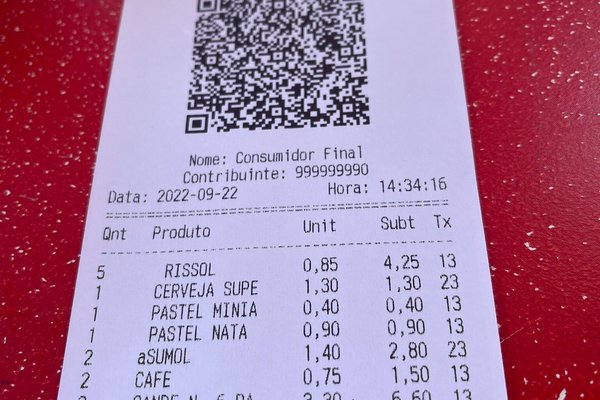 Nome: Consumidor Final
Contribuinte: 999999990
Data: 2022-09-22 Hora: 14:34:16
Qnt Produto Unit Subt Tx
5 RISSOL 0,85 4,25 13
1 CERVEJA SUPE 1,30 1,30 23
1 PASTEL MINIA 0,40 0,40 13
1 PASTEL NATA 0,90 0,90 13
2 aSUMOL 1,40 2,80 23
2 CAFE 0,75 1,50 13